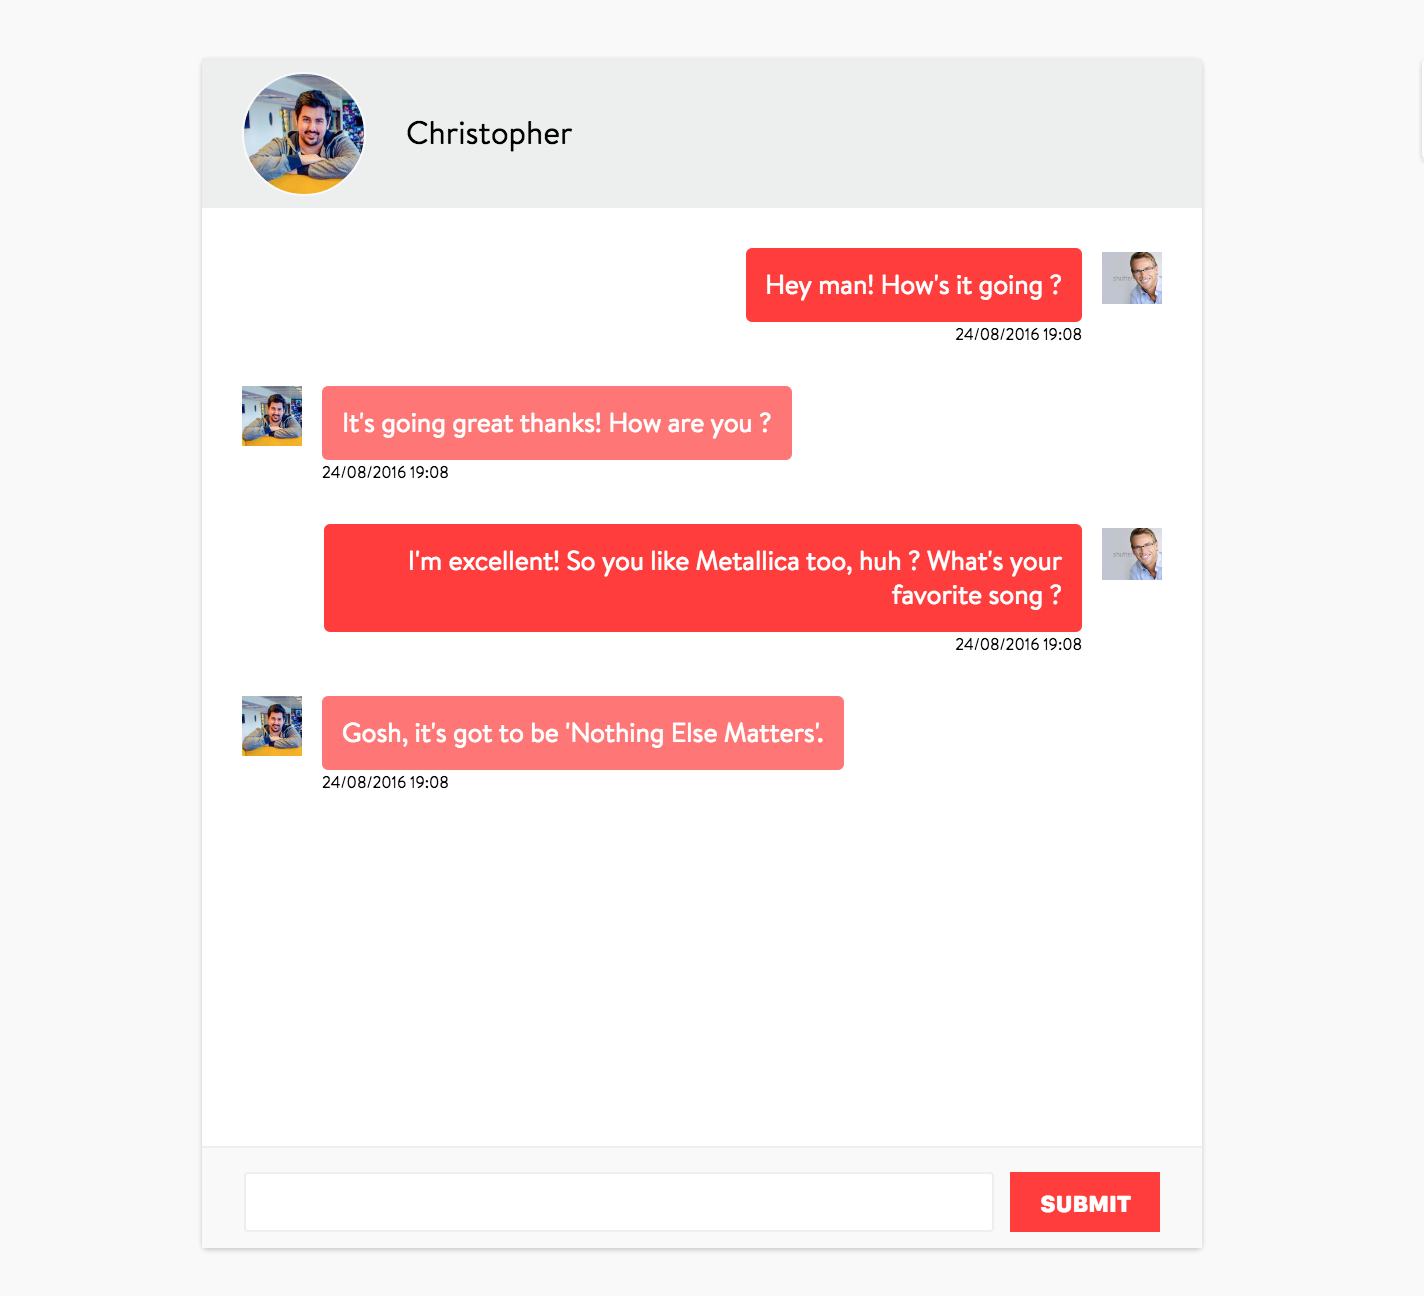 Christopher
Hey man! How's it going ?
24/08/2016 19:08
It's going great thanks! How are you ?
24/08/2016 19:08
I'm excellent! So you like Metallica too, huh ? What's your
favorite song ?
24/08/2016 19:08
Gosh, it's got to be 'Nothing Else Matters'.
24/08/2016 19:08
SUBMIT